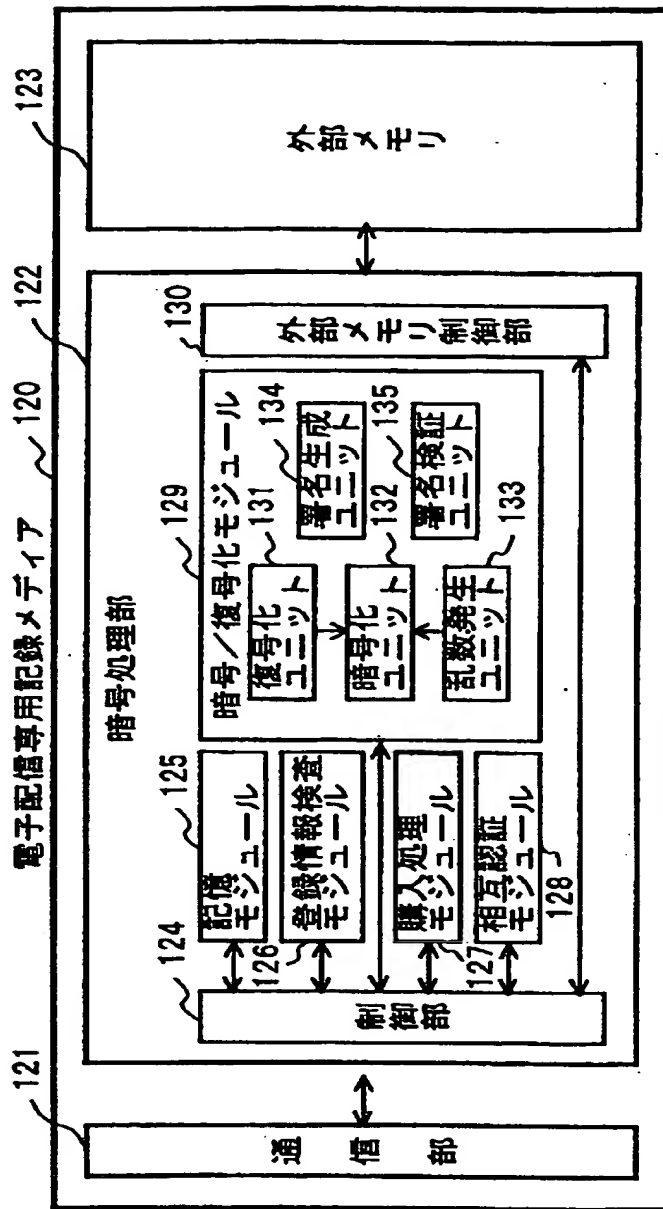 電子配信専用記録メディア
120
121
通信部
122
暗号処理部
123
外部メモリ
124
制御部
125
記憶
モジュール
126
登録情報検査
モジュール
127
購入処理
モジュール
128
相互認証
モジュール
129
暗号/復号化モジュール
130
外部メモリ制御部
131
復号化
ユニット
132
暗号化
ユニット
133
乱数発生
ユニット
134
署名生成
ユニット
135
署名検証
ユニット